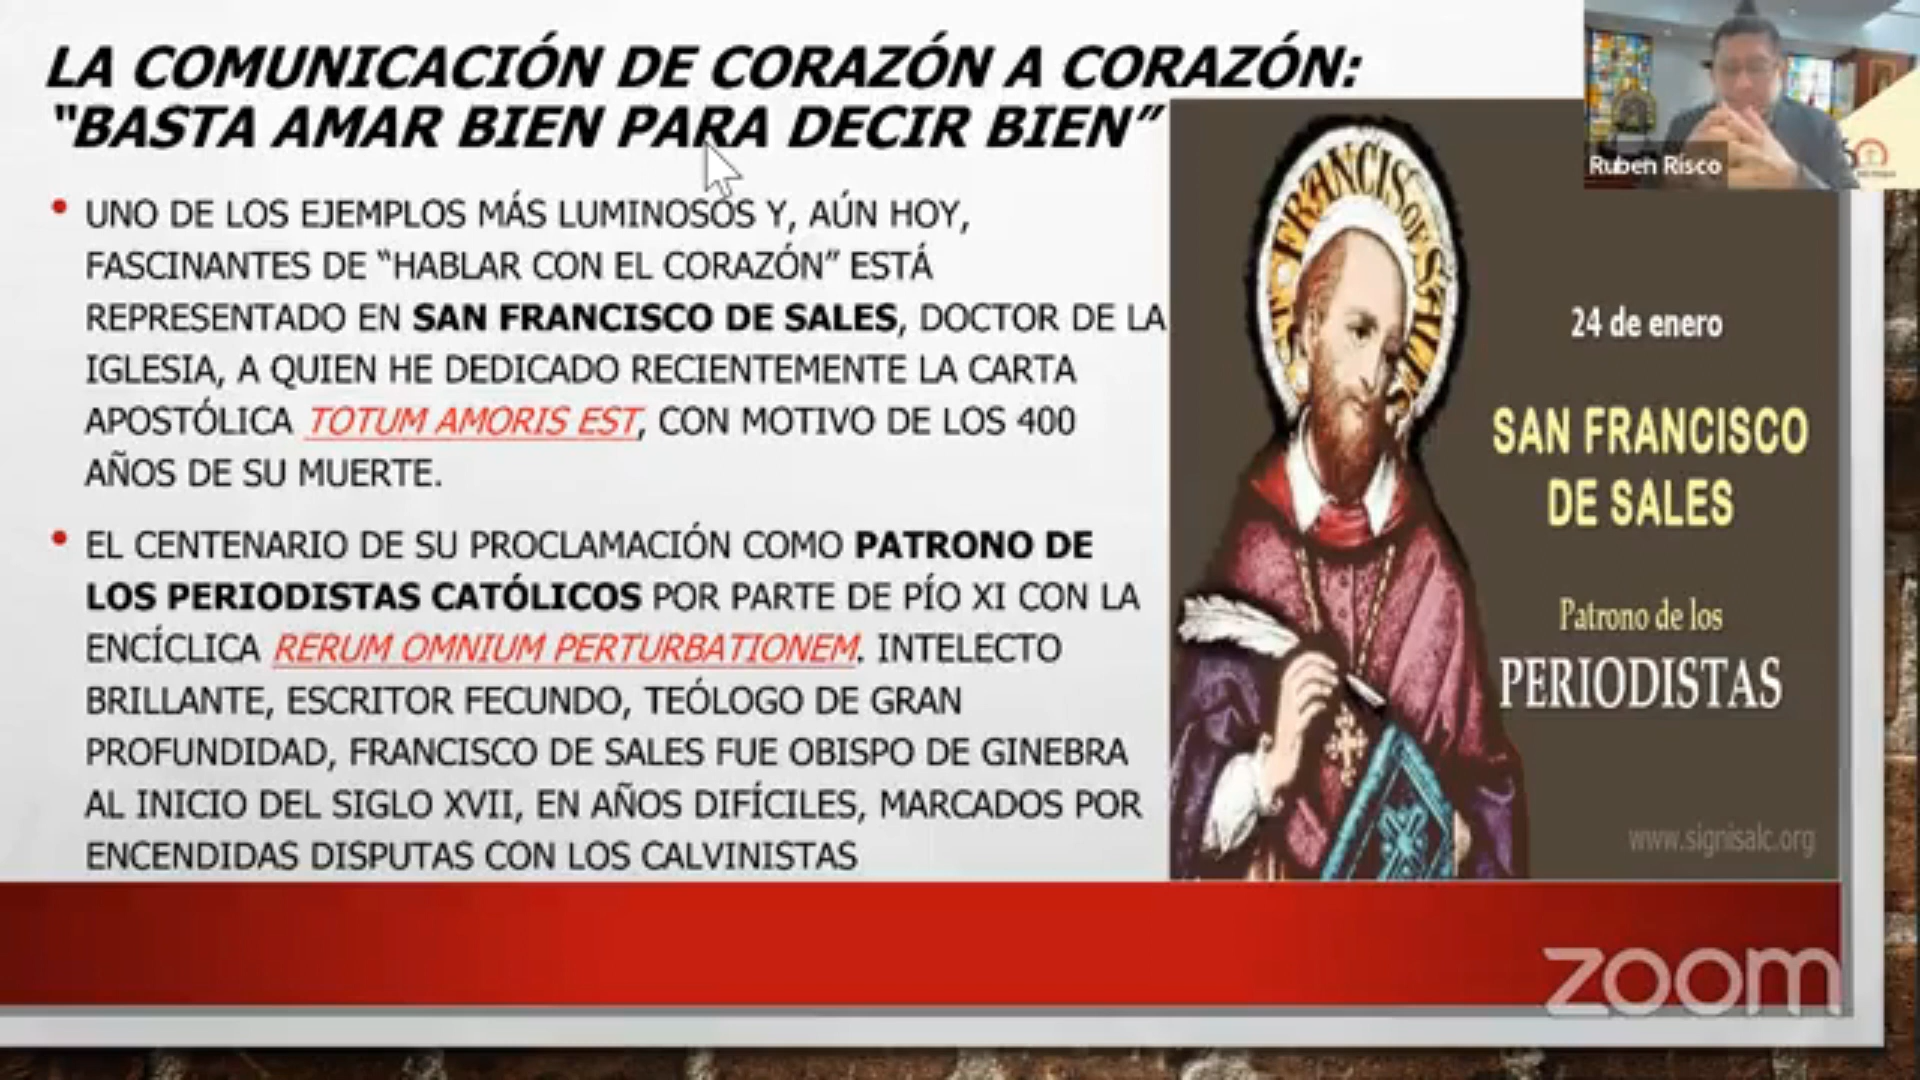 LA COMUNICACIÓN DE CORAZÓN A CORAZÓN:
“BASTA AMAR BIEN PARA DECIR BIEN”
• UNO DE LOS EJEMPLOS MÁS LUMINOSOS Y, AÚN HOY,
FASCINANTES DE “HABLAR CON EL CORAZÓN” ESTÁ
REPRESENTADO EN SAN FRANCISCO DE SALES, DOCTOR DE LA
IGLESIA, A QUIEN HE DEDICADO RECIENTEMENTE LA CARTA
APOSTÓLICA TOTUM AMORIS EST, CON MOTIVO DE LOS 400
AÑOS DE SU MUERTE.
• EL CENTENARIO DE SU PROCLAMACIÓN COMO PATRONO DE
LOS PERIODISTAS CATÓLICOS POR PARTE DE PÍO XI CON LA
ENCÍCLICA RERUM OMNIUM PERTURBATIONEM. INTELECTO
BRILLANTE, ESCRITOR FECUNDO, TEÓLOGO DE GRAN
PROFUNDIDAD, FRANCISCO DE SALES FUE OBISPO DE GINEBRA
AL INICIO DEL SIGLO XVII, EN AÑOS DIFÍCILES, MARCADOS POR
ENCENDIDAS DISPUTAS CON LOS CALVINISTAS
Ruben Risco
ST. FRANCIS OF SALES
24 de enero
SAN FRANCISCO
DE SALES
Patrono de los
PERIODISTAS
www.signisalc.org
zoom